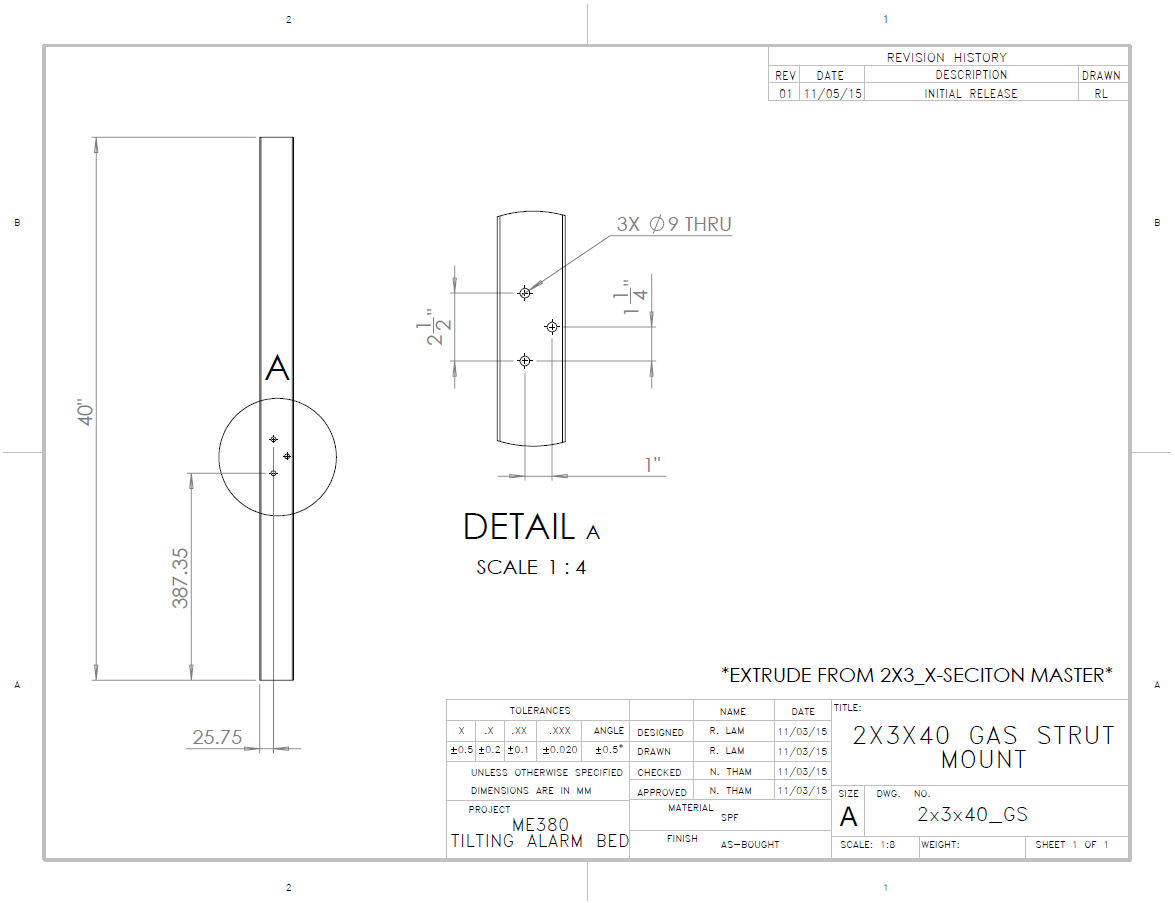 2 1
REVISION HISTORY
REV DATE DESCRIPTION DRAWN
01 11/05/15 INITIAL RELEASE RL
B B
3X ∅9 THRU
2 1/2"
1 1/4"
A
40"
1"
387.35
DETAIL A
SCALE 1 : 4
25.75
*EXTRUDE FROM 2X3_X-SECITON MASTER*
A A
TOLERANCES
X .X .XX .XXX ANGLE
±0.5 ±0.2 ±0.1 ±0.020 ±0.5°
UNLESS OTHERWISE SPECIFIED
DIMENSIONS ARE IN MM
PROJECT
ME380
TILTING ALARM BED
NAME DATE
DESIGNED R. LAM 11/03/15
DRAWN R. LAM 11/03/15
CHECKED N. THAM 11/03/15
APPROVED N. THAM 11/03/15
MATERIAL
SPF
FINISH
AS-BOUGHT
TITLE:
2X3X40 GAS STRUT
MOUNT
SIZE DWG. NO.
A 2x3x40_GS
SCALE: 1:8 WEIGHT: SHEET 1 OF 1
2 1